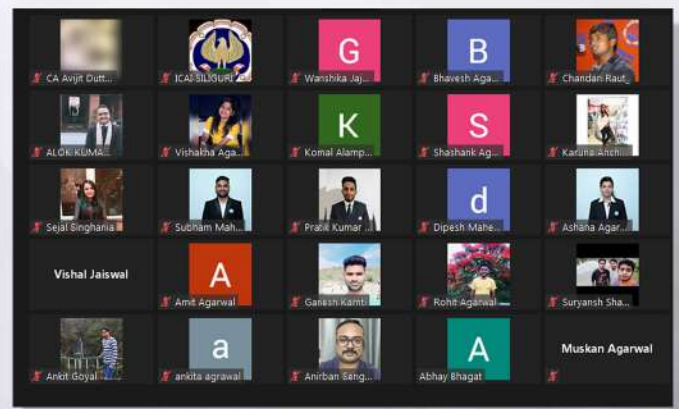 CA Avijit Dutt...
ICAI SILIGURI
G
Wanshika Jaj...
B
Bhavesh Aga...
Chandan Raut_
ALOK KUMA...
Vishakha Aga...
K
Komal Alamp...
S
Shashank Ag...
Karuna Anch...
Sejal Singhania
Subham Mah...
Pratik Kumar ...
d
Dipesh Mahe...
Ashana Agar...
Vishal Jaiswal
A
Amit Agarwal
Ganesh Kamti
Rohit Agarwal
Suryansh Sha...
Ankit Goyal
a
ankita agrawal
Anirban Seng...
A
Abhay Bhagat
Muskan Agarwal